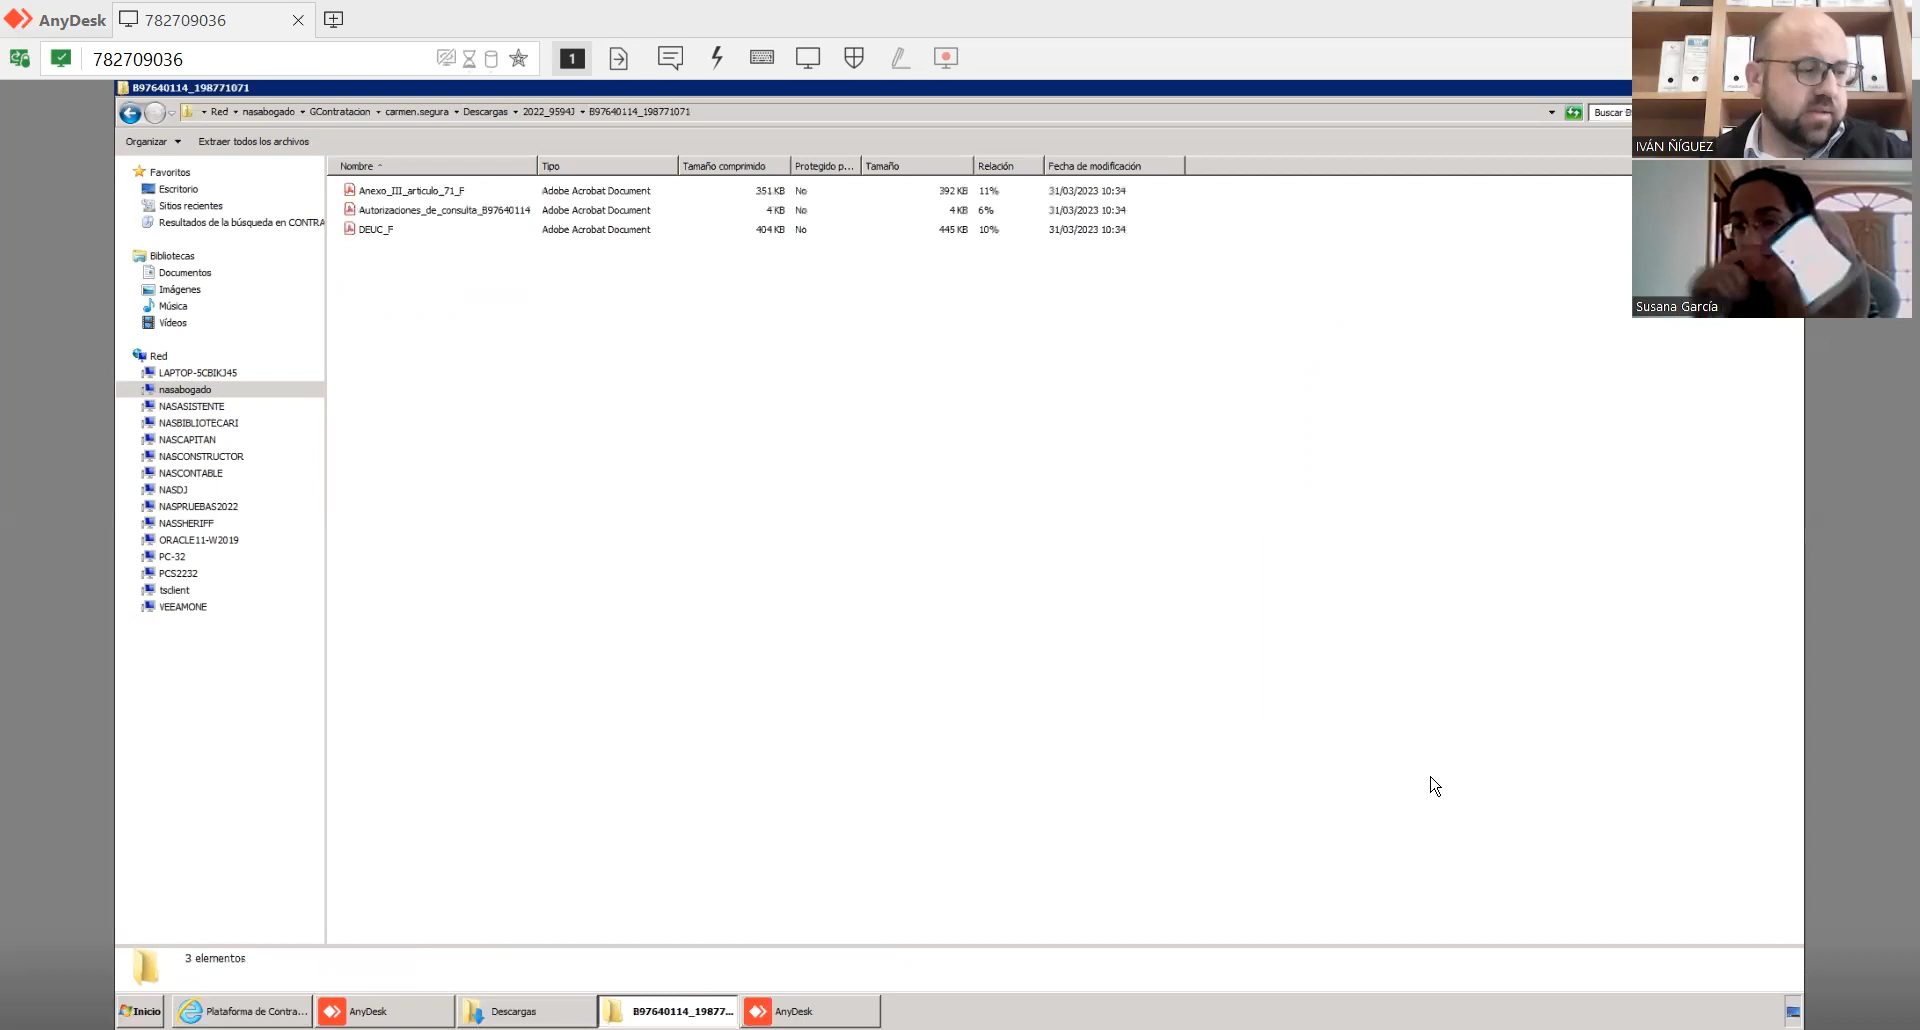 AnyDesk
782709036
782709036
1
B97640114_198771071
Red
nasabogado
GContratacion
carmen.segura
Descargas
2022_9594J
B97640114_198771071
Buscar B
Organizar
Extraer todos los archivos
Favoritos
Escritorio
Sitios recientes
Resultados de la búsqueda en CONTRA
Bibliotecas
Documentos
Imágenes
Música
Vídeos
Red
LAPTOP-5CBIKJ45
nasabogado
NASASISTENTE
NASBIBLIOTECARI
NASCAPITAN
NASCONSTRUCTOR
NASCONTABLE
NASDJ
NASPRUEBAS2022
NASSHERIFF
ORACLE11-W2019
PC-32
PCS2232
tsclient
VEEAMONE
Nombre Tipo Tamaño comprimido Protegido p... Tamaño Relación Fecha de modificación
Anexo_III_articulo_71_F Adobe Acrobat Document 351 KB No 392 KB 11% 31/03/2023 10:34
Autorizaciones_de_consulta_B97640114 Adobe Acrobat Document 4 KB No 4 KB 6% 31/03/2023 10:34
DEUC_F Adobe Acrobat Document 404 KB No 445 KB 10% 31/03/2023 10:34
IVÁN ÑÍGUEZ
Susana García
3 elementos
Inicio
Plataforma de Contra...
AnyDesk
Descargas
B97640114_19877...
AnyDesk